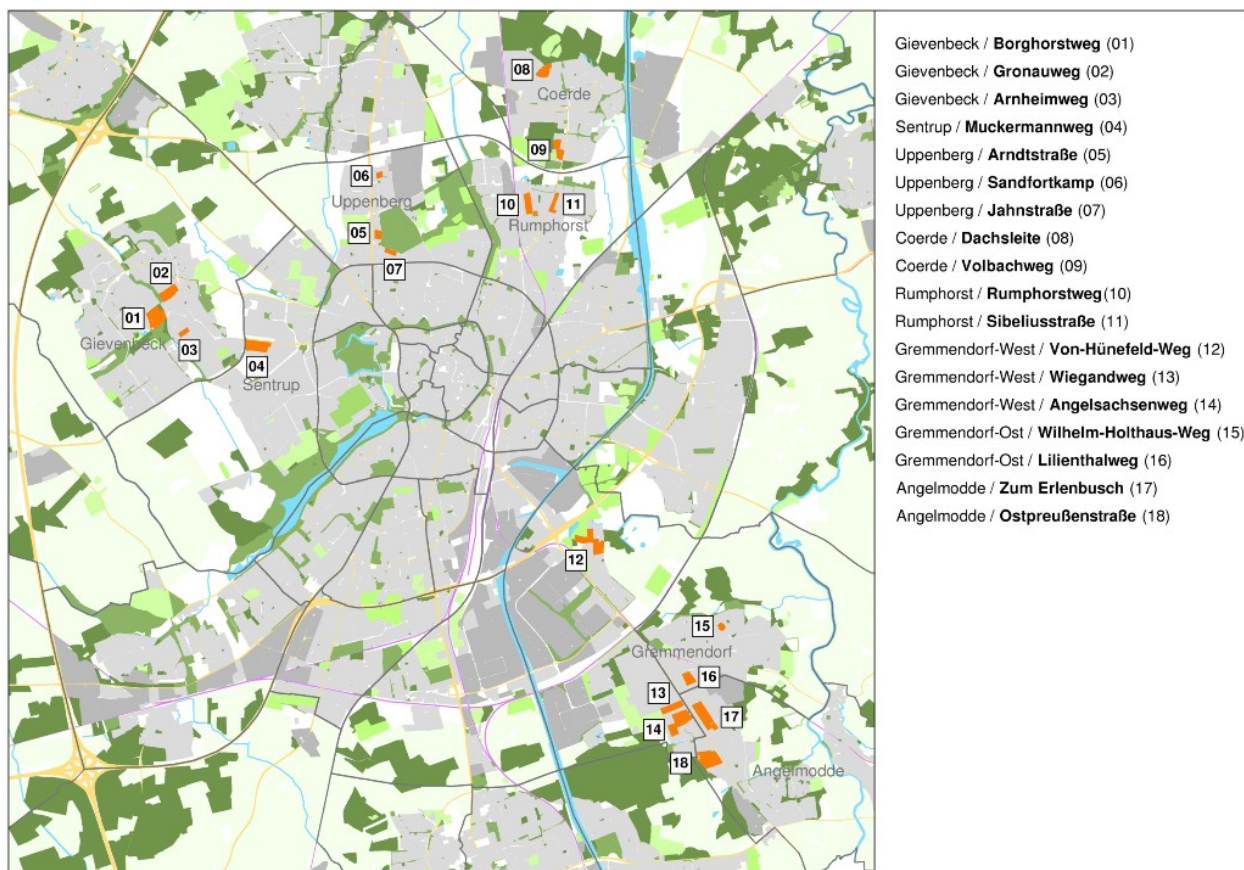 08
Coerde
09
06
Uppenberg
10
11
Rumphorst
05
07
02
01
Gievenbeck
03
04
Sentrup
12
15
Gremmendorf
16
13
17
14
18
Angelmodde
Gievenbeck / Borghorstweg (01)
Gievenbeck / Gronauweg (02)
Gievenbeck / Arnheimweg (03)
Sentrup / Muckermannweg (04)
Uppenberg / Arndtstraße (05)
Uppenberg / Sandfortkamp (06)
Uppenberg / Jahnstraße (07)
Coerde / Dachsleite (08)
Coerde / Volbachweg (09)
Rumphorst / Rumphorstweg(10)
Rumphorst / Sibeliusstraße (11)
Gremmendorf-West / Von-Hünefeld-Weg (12)
Gremmendorf-West / Wiegandweg (13)
Gremmendorf-West / Angelsachsenweg (14)
Gremmendorf-Ost / Wilhelm-Holthaus-Weg (15)
Gremmendorf-Ost / Lilienthalweg (16)
Angelmodde / Zum Erlenbusch (17)
Angelmodde / Ostpreußenstraße (18)